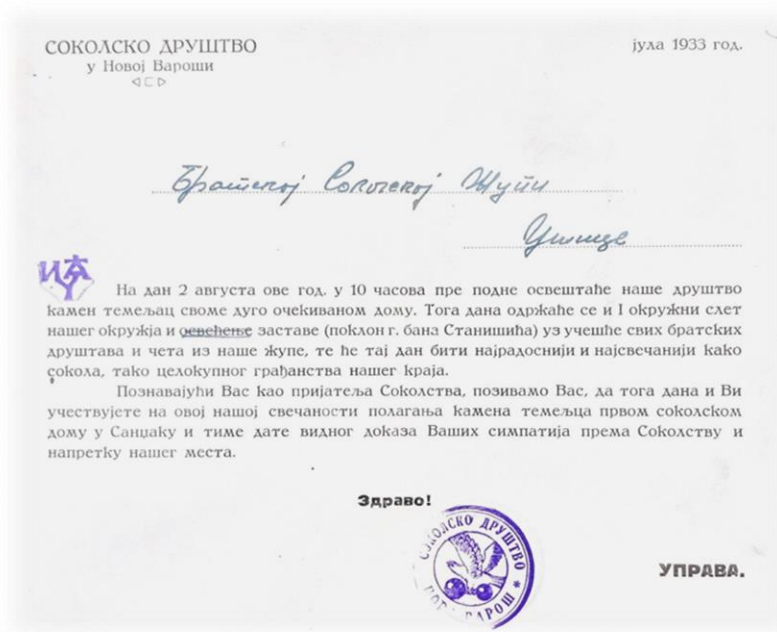 СОКОЛСКО ДРУШТВО
у Новој Вароши
јула 1933 год.
Братској Соколској Жупи
Ужице
ИАУ
На дан 2 августа ове год. у 10 часова пре подне освештаће наше друштво
камен темељац своме дуго очекиваном дому. Тога дана одржаће се и I окружни слет
нашег окружја и освећење заставе (поклон г. бана Станишића) уз учешће свих братских
друштава и чета из наше жупе, те ће тај дан бити најрадоснији и најсвечанији како
сокола, тако целокупног грађанства нашег краја.
Познавајући Вас као пријатеља Соколства, позивамо Вас, да тога дана и Ви
учествујете на овој нашој свечаности полагања камена темељца првом соколском
дому у Санџаку и тиме дате видног доказа Ваших симпатија према Соколству и
напретку нашег места.
Здраво!
СОКОЛСКО ДРУШТВО
НОВА ВАРОШ
УПРАВА.